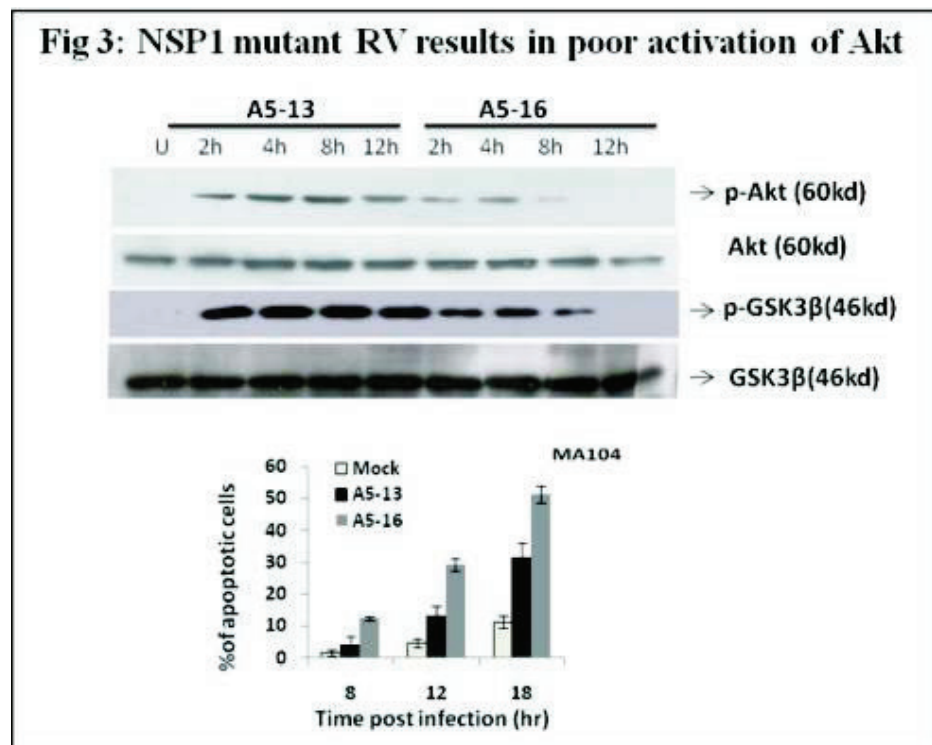 Fig 3: NSP1 mutant RV results in poor activation of Akt
A5-13 A5-16
U 2h 4h 8h 12h 2h 4h 8h 12h
→ p-Akt (60kd)
Akt (60kd)
→ p-GSK3β(46kd)
→ GSK3β(46kd)
MA104
% of apoptotic cells
60
50
40
30
20
10
0
Mock
A5-13
A5-16
8 12 18
Time post infection (hr)